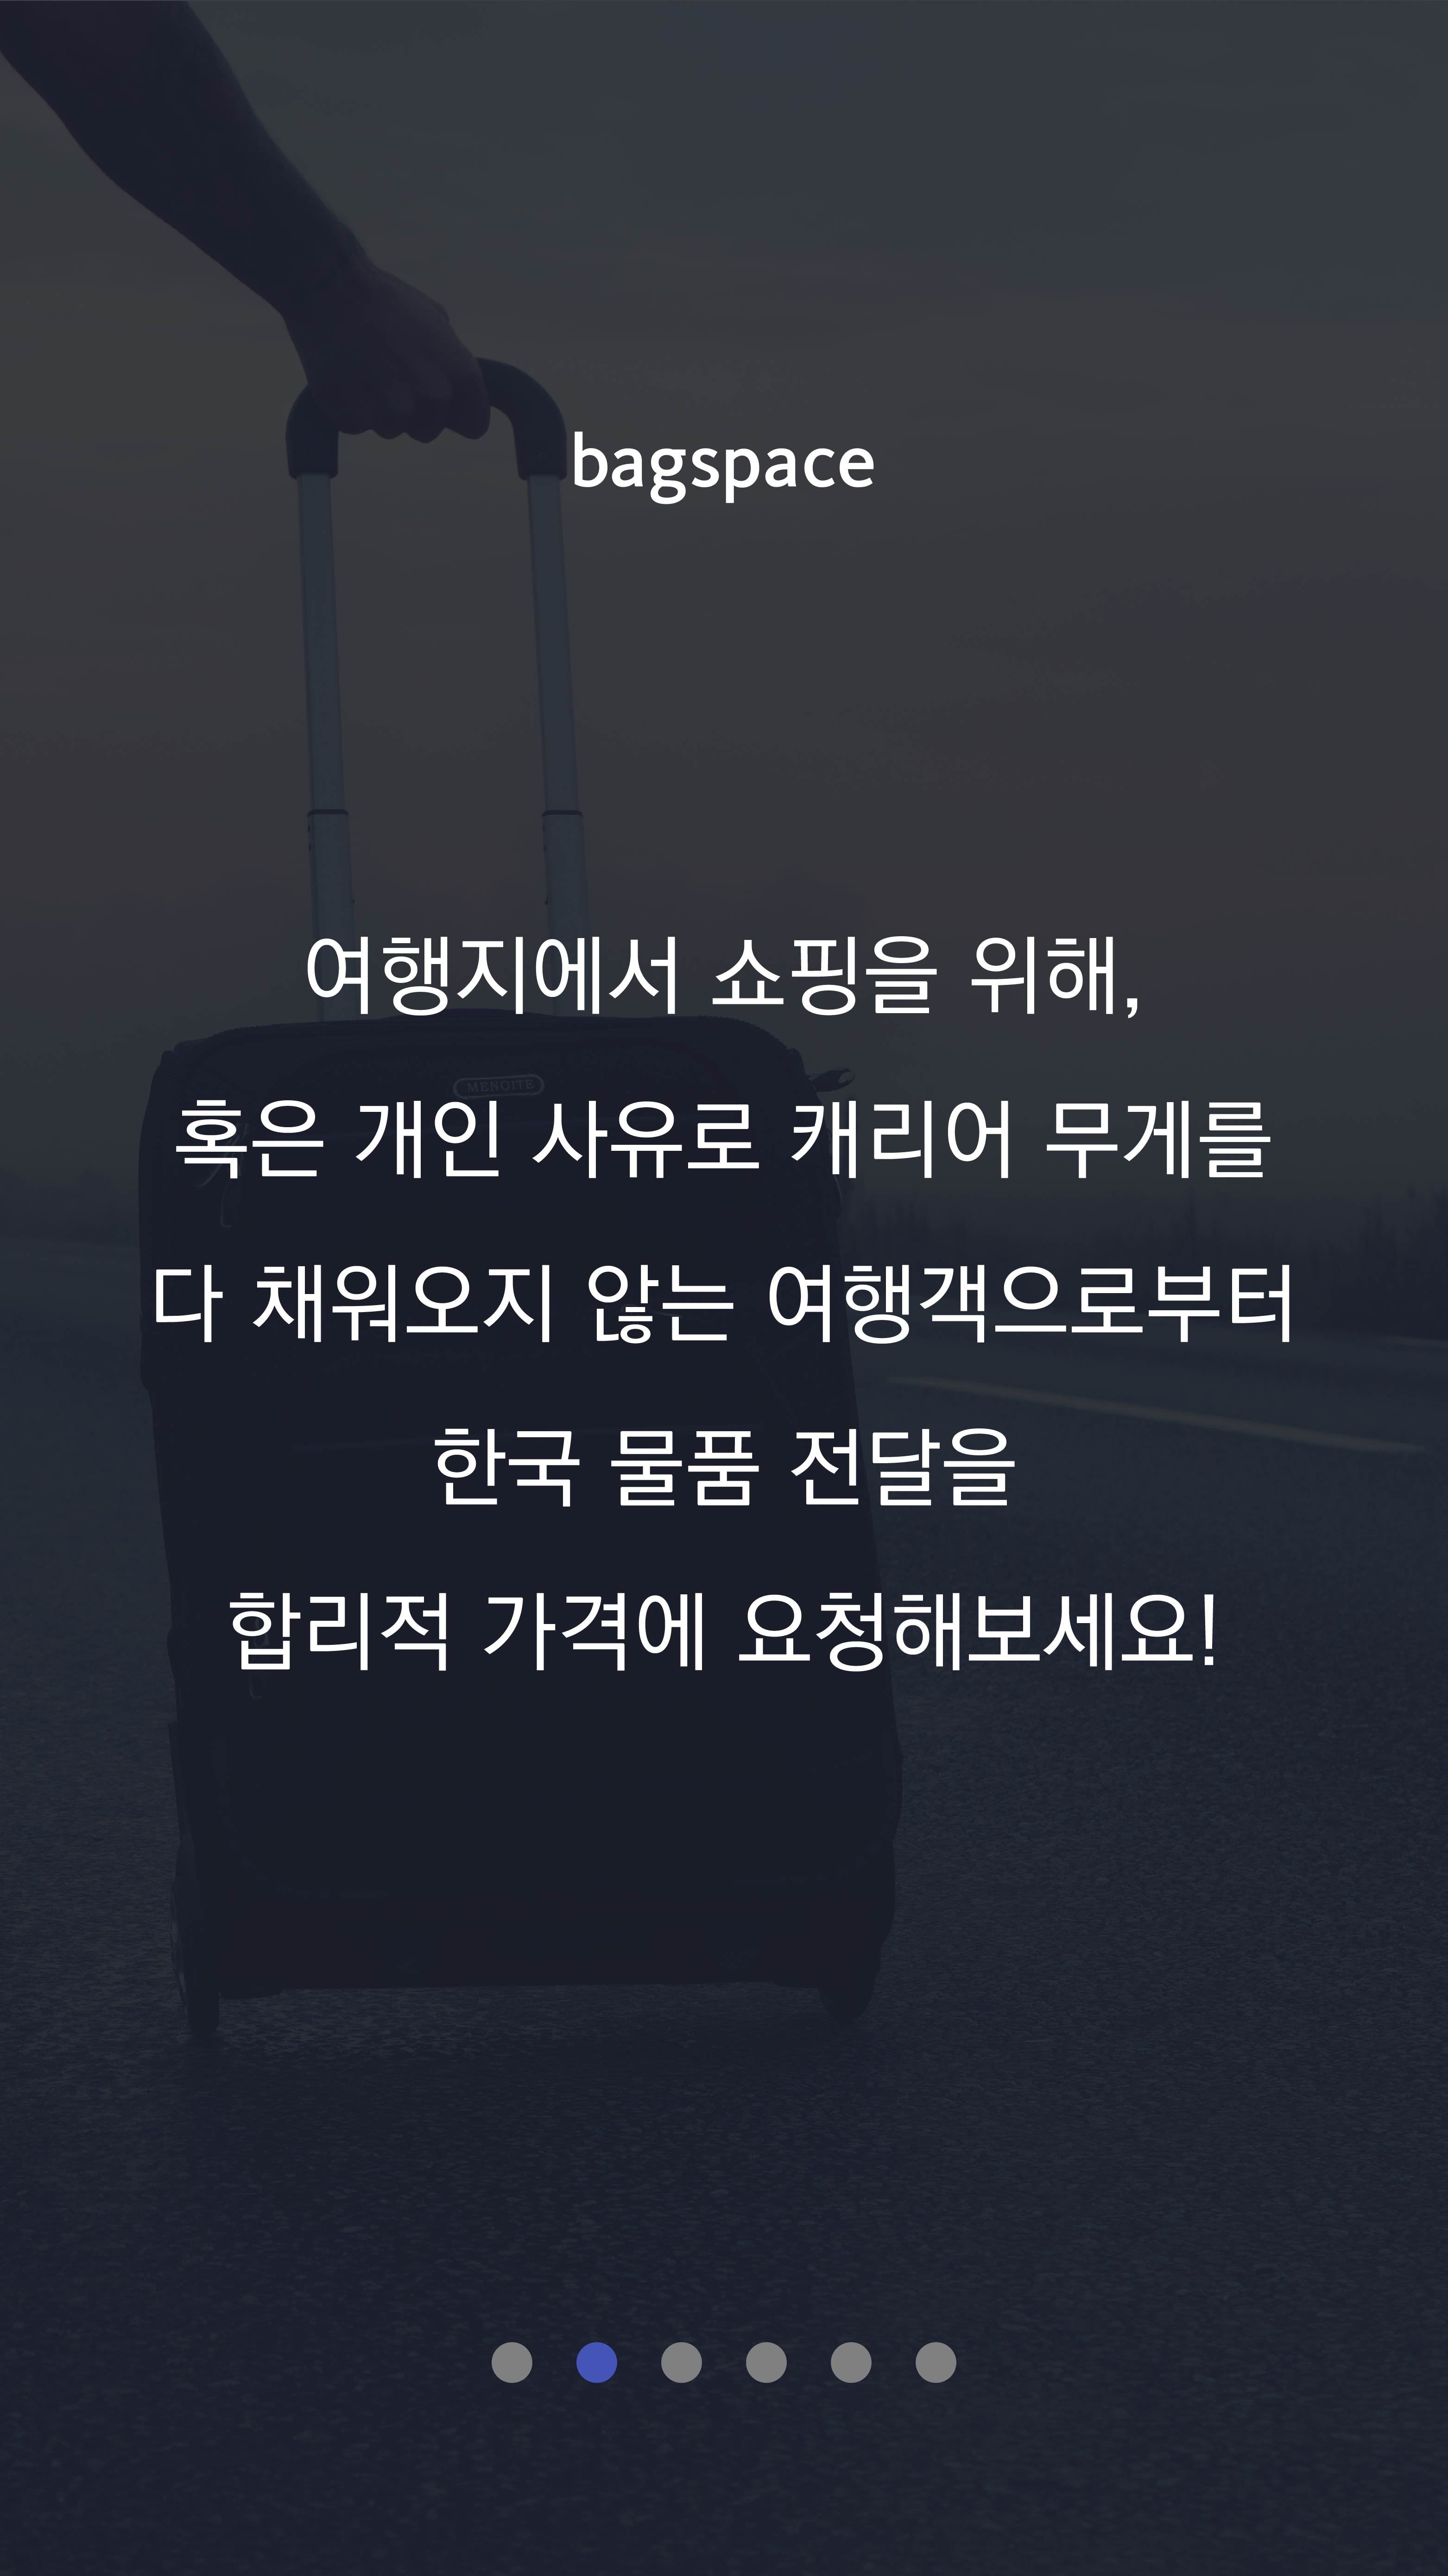 bagspace
여행지에서 쇼핑을 위해,
MENOITE
혹은 개인 사유로 캐리어 무게를
다 채워오지 않는 여행객으로부터
한국 물품 전달을
합리적 가격에 요청해보세요!